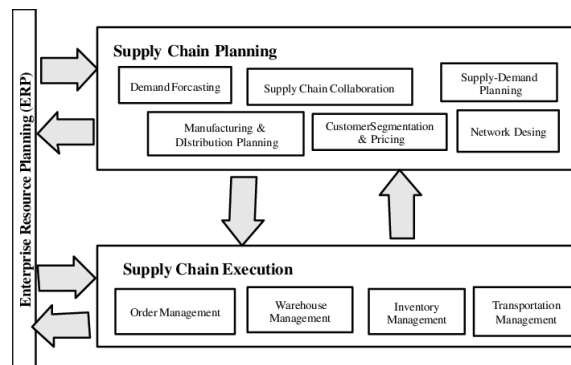 Enterprise Resource Planning (ERP)
Supply Chain Planning
Demand Forcasting
Supply Chain Collaboration
Supply-Demand
Planning
Manufacturing &
DIstribution Planning
CustomerSegmentation
& Pricing
Network Desing
Supply Chain Execution
Order Management
Warehouse
Management
Inventory
Management
Transportation
Management